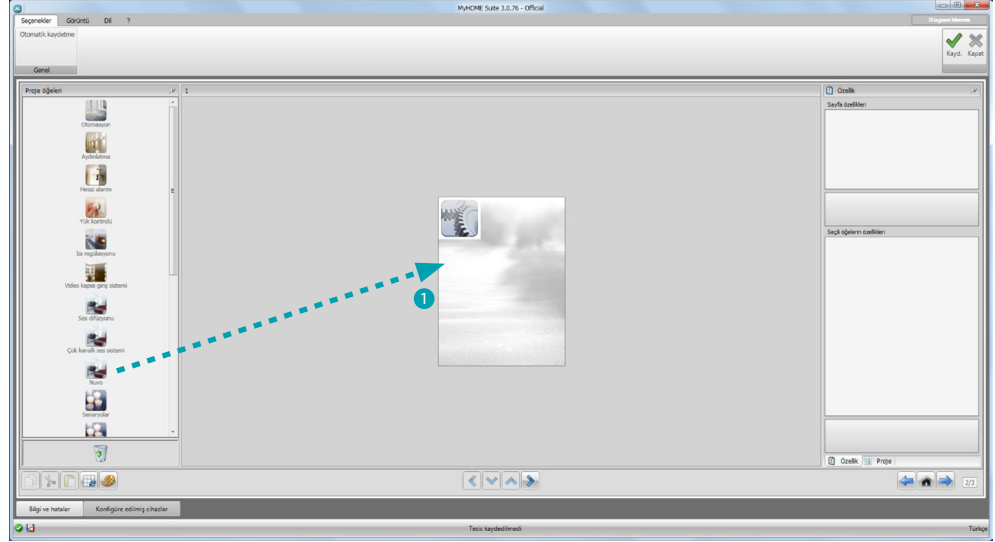 MyHOME Suite 3.0.76 - Official
Seçenekler Görüntü Dil ?
Otomatik kaydetme
Kayd. Kapat
Genel
Proje öğeleri
1
Özellik
Sayfa özellikleri
Otomasyon
Aydınlatma
Hırsız alarmı
Yük kontrolü
Isı regülasyonu
Seçili öğelerin özellikleri
Video kapısı giriş sistemi
Ses difüzyonu
1
Çok kanallı ses sistemi
Nuvo
Senaryolar
Özellik Proje
2/3
Bilgi ve hatalar Konfigüre edilmiş cihazlar
Tesis kaydedilmedi
Türkçe